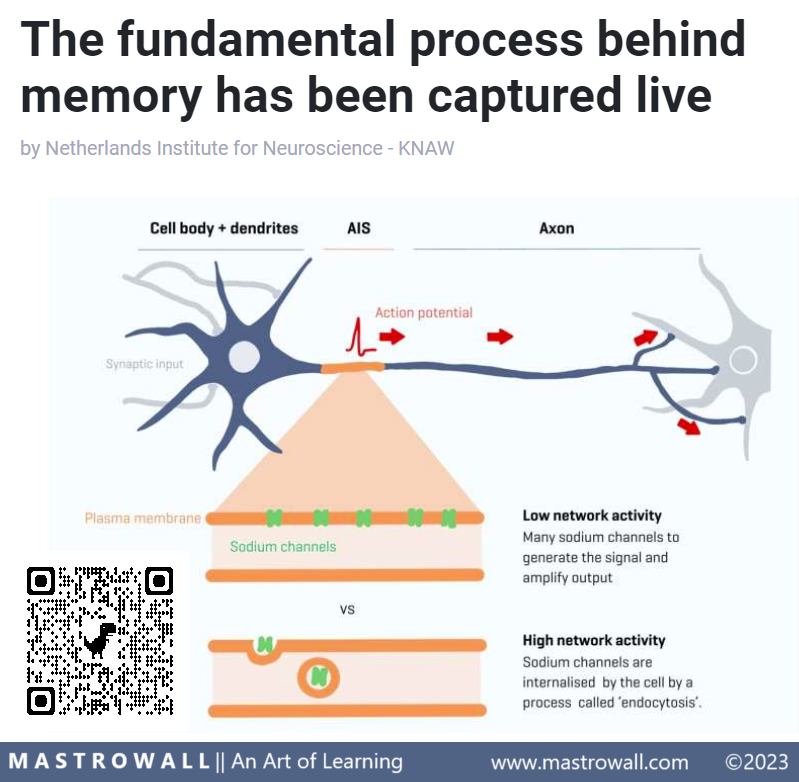 The fundamental process behind
memory has been captured live
by Netherlands Institute for Neuroscience - KNAW
Cell body + dendrites
AIS
Axon
Action potential
Synaptic input
Plasma membrane
Sodium channels
Low network activity
Many sodium channels to
generate the signal and
amplify output
vs
High network activity
Sodium channels are
internalised by the cell by a
process called 'endocytosis'.
MASTROWALL || An Art of Learning
www.mastrowall.com
©2023